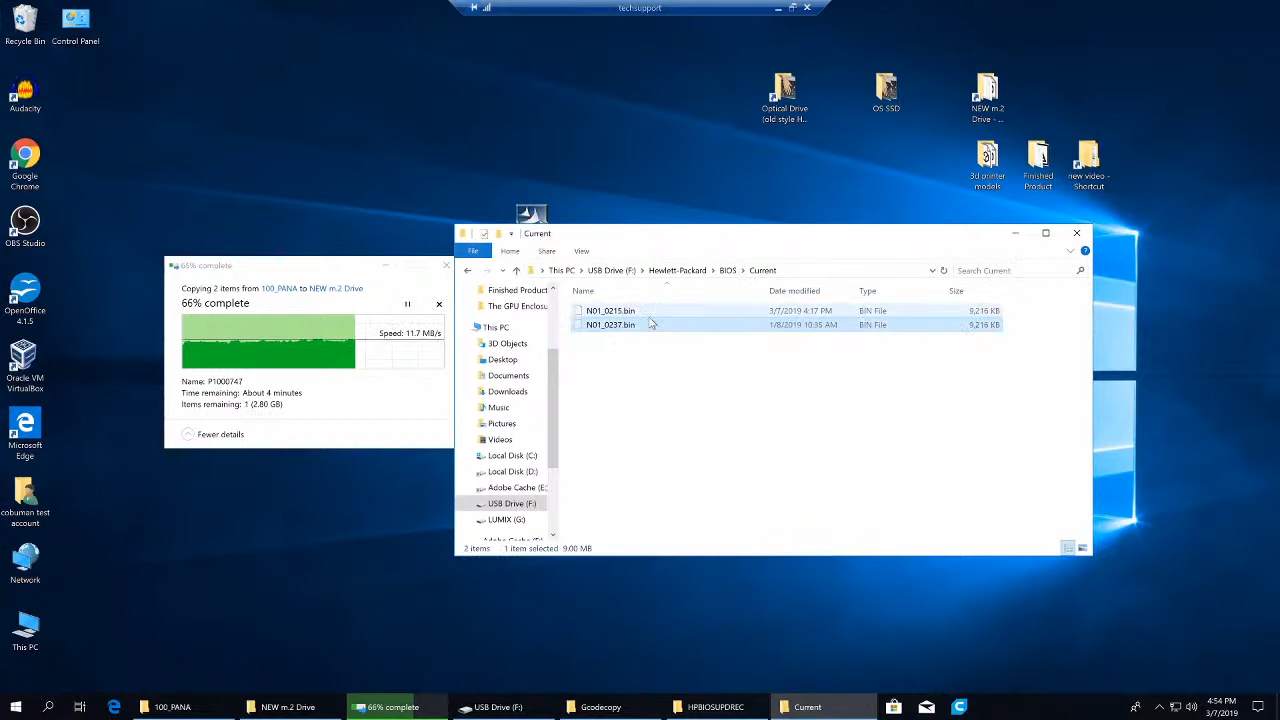 techsupport
Recycle Bin
Control Panel
Audacity
Google
Chrome
OBS Studio
OpenOffice
4.1.5
Oracle VM
VirtualBox
Microsoft
Edge
cobuman test
account
Network
This PC
Optical Drive
(old style H...
OS SSD
NEW m.2
Drive - ...
3d printer
models
Finished
Product
new video -
Shortcut
66% complete
Copying 2 items from 100_PANA to NEW m.2 Drive
66% complete
Speed: 11.7 MB/s
Name: P1000747
Time remaining: About 4 minutes
Items remaining: 1 (2.80 GB)
Fewer details
Current
File Home Share View
This PC > USB Drive (F:) > Hewlett-Packard > BIOS > Current
Search Current
Name Date modified Type Size
N01_0215.bin 3/7/2019 4:17 PM BIN File 9,216 KB
N01_0237.bin 1/8/2019 10:35 AM BIN File 9,216 KB
Finished Product
The GPU Enclosu
This PC
3D Objects
Desktop
Documents
Downloads
Music
Pictures
Videos
Local Disk (C:)
Local Disk (D:)
Adobe Cache (E:
USB Drive (F:)
LUMIX (G:)
2 items 1 item selected 9.00 MB
100_PANA
NEW m.2 Drive
66% complete
USB Drive (F:)
Gcodecopy
HPBIOSUPDREC
Current
4:54 PM
3/7/2019